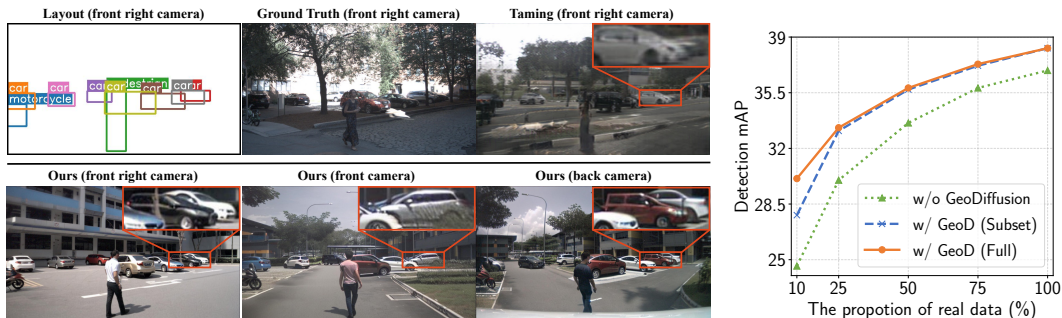 Layout (front right camera)
Ground Truth (front right camera)
Taming (front right camera)
car
car
car
car
car
car
motorcycle
Ours (front right camera)
Ours (front camera)
Ours (back camera)
Detection mAP
39
35.5
32
28.5
25
w/o GeoDiffusion
w/ GeoD (Subset)
w/ GeoD (Full)
10
25
50
75
100
The propotion of real data (%)